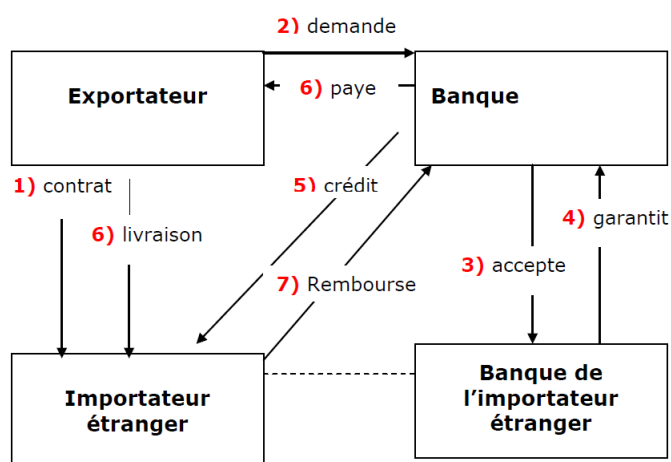 2) demande
Exportateur
6) paye
Banque
1) contrat
5) crédit
4) garantit
6) livraison
3) accepte
7) Rembourse
Importateur
étranger
Banque de
l'importateur
étranger